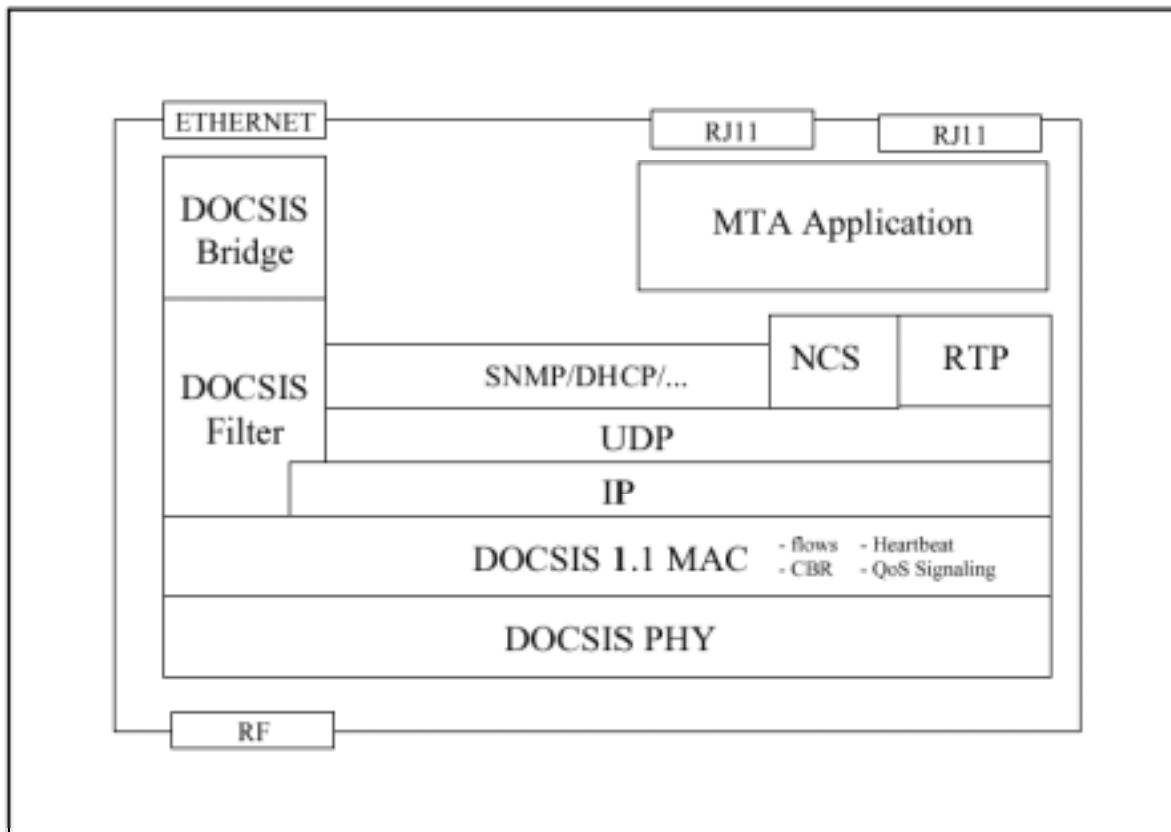 ETHERNET
RJ11
RJ11
DOCSIS
Bridge
MTA Application
DOCSIS
Filter
SNMP/DHCP/...
NCS
RTP
UDP
IP
DOCSIS 1.1 MAC
- flows - Heartbeat
- CBR - QoS Signaling
DOCSIS PHY
RF